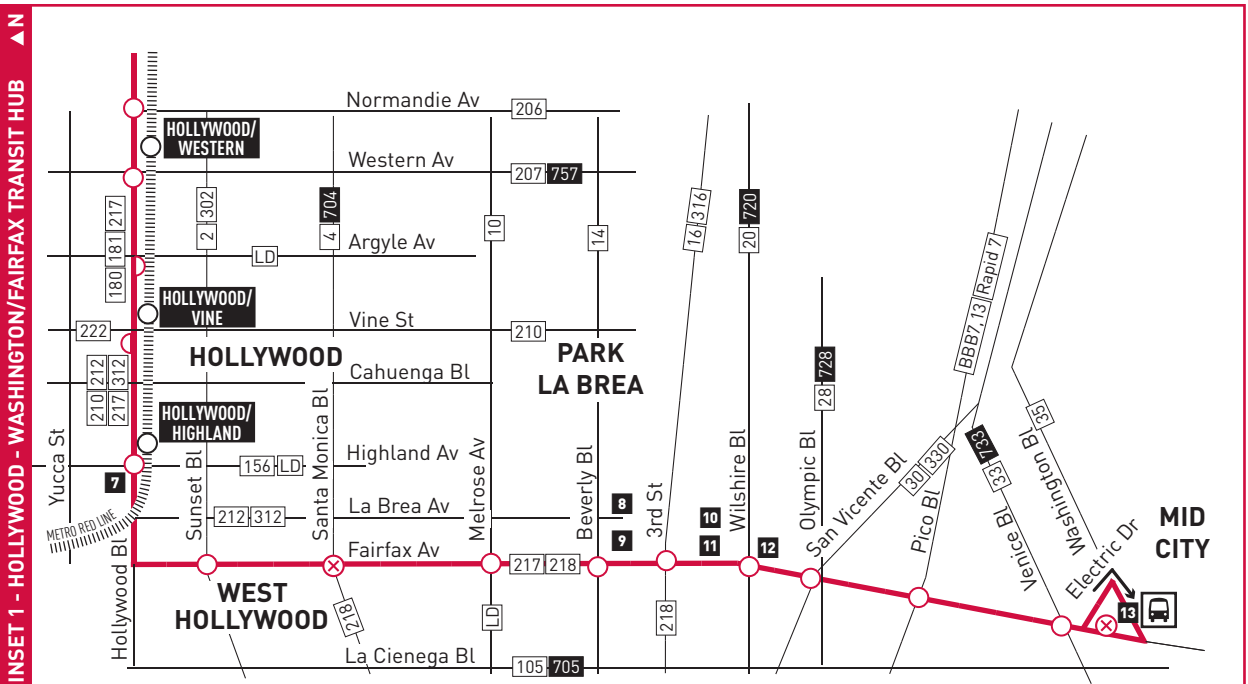 INSET 1 - HOLLYWOOD - WASHINGTON/FAIRFAX TRANSIT HUB
N
Normandie Av
206
HOLLYWOOD/
WESTERN
Western Av
207 757
180 181 217
2 302
4 704
10
14
16 316
20 720
Argyle Av
LD
HOLLYWOOD/
VINE
Vine St
222
210
HOLLYWOOD
PARK
LA BREA
Cahuenga Bl
210 212
217 312
28 728
BBB7, 13 Rapid 7
35
HOLLYWOOD/
HIGHLAND
Highland Av
156 LD
7
30 330
33 733
La Brea Av
212 312
8
METRO RED LINE
Fairfax Av
217 218
9
10
11
12
13
Yucca St
Hollywood Bl
Sunset Bl
Santa Monica Bl
Melrose Av
Beverly Bl
3rd St
Wilshire Bl
Olympic Bl
San Vicente Bl
Pico Bl
Venice Bl
Washington Bl
Electric Dr
MID
CITY
WEST
HOLLYWOOD
218
LD
218
La Cienega Bl
105 705